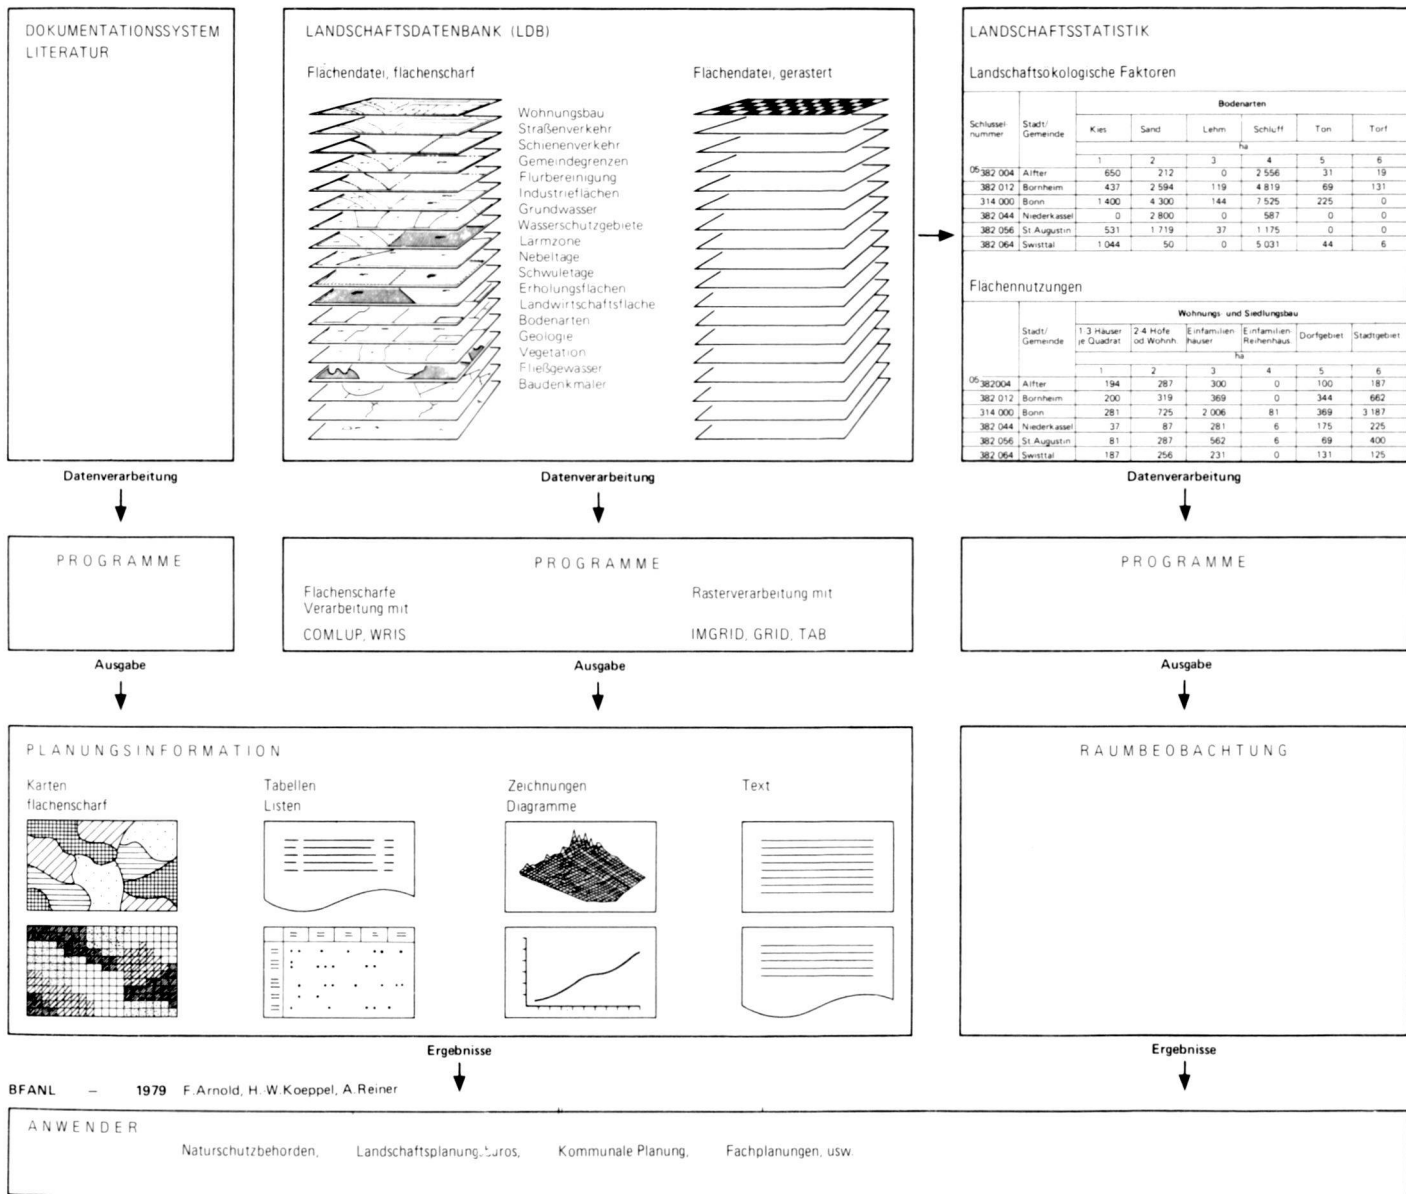 DOKUMENTATIONSSYSTEM
LITERATUR
LANDSCHAFTSDATENBANK (LDB)
Flächendatei, flächenscharf
Flächendatei, gerastert
Wohnungsbau
Straßenverkehr
Schienenverkehr
Gemeindegrenzen
Flurbereinigung
Industrieflächen
Grundwasser
Wasserschutzgebiete
Larmzone
Nebeltage
Schwuletage
Erholungsflachen
Landwirtschaftsflache
Bodenarten
Geologie
Vegetation
Fließgewasser
Baudenkmaler
LANDSCHAFTSSTATISTIK
Landschaftsokologische Faktoren
Schlussel nummer Stadt/ Gemeinde Bodenarten
Kies Sand Lehm Schluff Ton Torf
ha
1 2 3 4 5 6
05 382 004 Alfter 650 212 0 2 556 31 19
382 012 Bornheim 437 2 594 119 4 819 69 131
314 000 Bonn 1 400 4 300 144 7 525 225 0
382 044 Niederkassel 0 2 800 0 587 0 0
382 056 St Augustin 531 1 719 37 1 175 0 0
382 064 Swisttal 1 044 50 0 5 031 44 6
Flachennutzungen
Stadt/ Gemeinde Wohnungs und Siedlungsbau
1 3 Häuser je Quadrat 2 4 Höfe od Wohnh. Einfamilien häuser Einfamilien Reihenhaus Dorfgebiet Stadtgebiet
ha
1 2 3 4 5 6
05 382004 Alfter 194 287 300 0 100 187
382 012 Bornheim 200 319 369 0 344 662
314 000 Bonn 281 725 2 006 81 369 3 187
382 044 Niederkassel 37 87 281 6 175 225
382 056 St Augustin 81 287 562 6 69 400
382 064 Swisttal 187 256 231 0 131 125
Datenverarbeitung
Datenverarbeitung
Datenverarbeitung
PROGRAMME
PROGRAMME
Flachenscharfe
Verarbeitung mit
COMLUP, WRIS
Rasterverarbeitung mit
IMGRID, GRID, TAB
PROGRAMME
Ausgabe
Ausgabe
Ausgabe
PLANUNGSINFORMATION
Karten
flachenscharf
Tabellen
Listen
Zeichnungen
Diagramme
Text
RAUMBEOBACHTUNG
Ergebnisse
Ergebnisse
BFANL – 1979 F.Arnold, H.-W.Koeppel, A.Reiner
ANWENDER
Naturschutzbehorden, Kommunale Planung, Fachplanungen, usw.